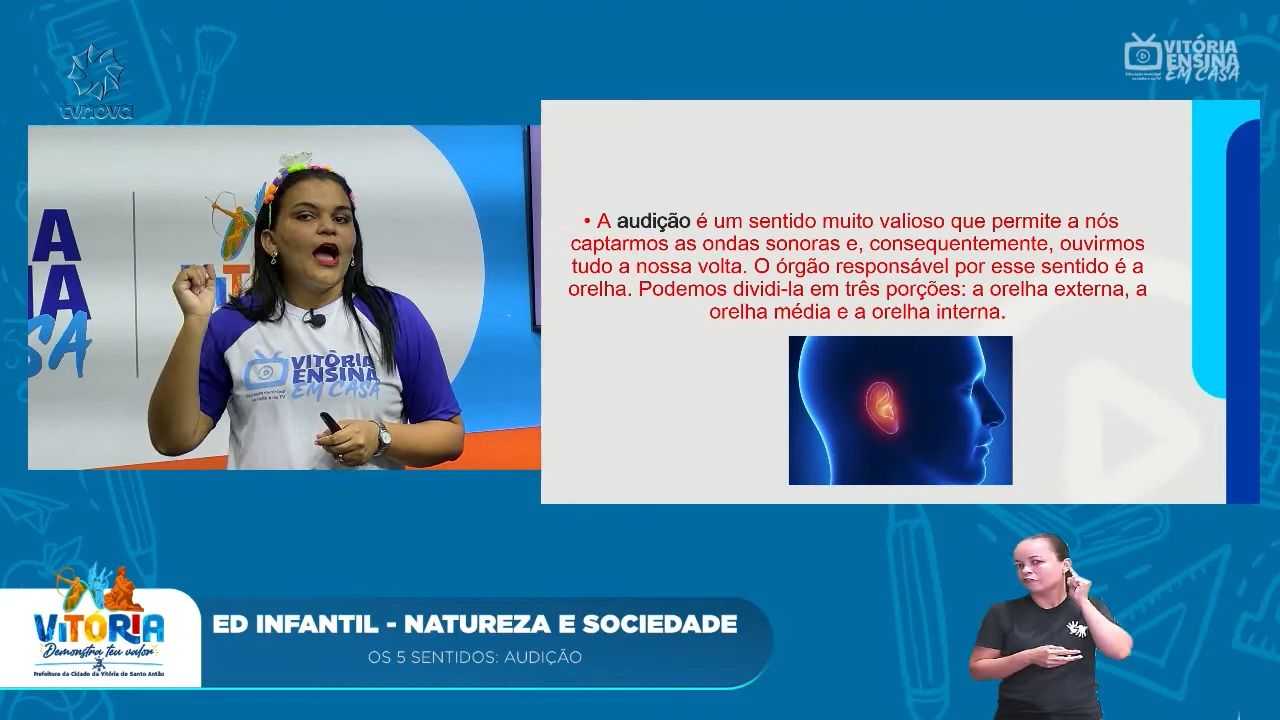 tvnova
VITÓRIA
ENSINA
EM CASA
A
NA
SA
VITÓRIA
ENSINA
EM CASA
• A audição é um sentido muito valioso que permite a nós
captarmos as ondas sonoras e, consequentemente, ouvirmos
tudo a nossa volta. O órgão responsável por esse sentido é a
orelha. Podemos dividi-la em três porções: a orelha externa, a
orelha média e a orelha interna.
VITÓRIA
Demonstra teu valor
Prefeitura da Cidade da Vitória de Santo Antão
ED INFANTIL - NATUREZA E SOCIEDADE
OS 5 SENTIDOS: AUDIÇÃO